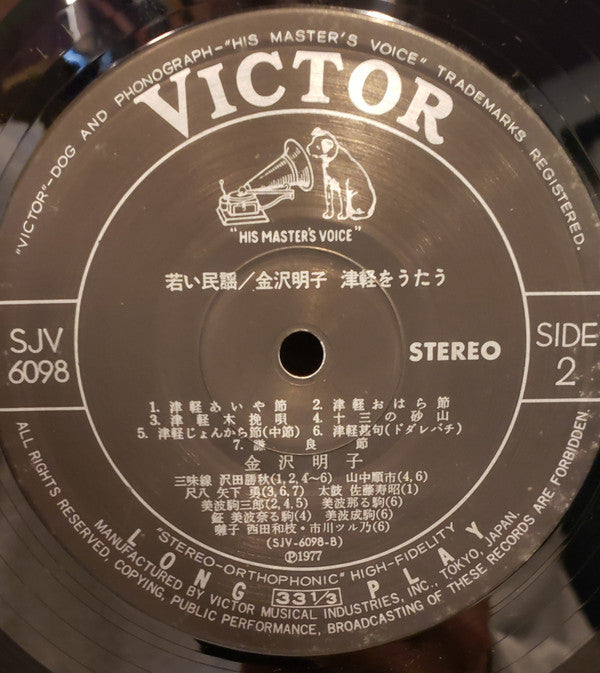 "VICTOR"–DOG AND PHONOGRAPH–"HIS MASTER'S VOICE" TRADEMARKS REGISTERED.
VICTOR
"HIS MASTER'S VOICE"
若い民謡/金沢明子 津軽をうたう
SJV
6098
STEREO
SIDE
2
1. 津軽あいや節 2. 津軽おはら節
3. 津軽木挽唄 4. 十三の砂山
5. 津軽じょんから節(中節) 6. 津軽甚句(ドダレバチ)
7. 謙良節
金沢明子
三味線 沢田勝秋(1,2,4~6) 山中順市(4,6)
尺八 矢下勇(3,6,7) 太鼓 佐藤寿昭(1)
美波駒三郎(2,4,5) 美波那る駒(6)
鉦 美波奈る駒(4) 美波成駒(6)
囃子 西田和枝・市川ツル乃(6)
(SJV-6098-B)
Ⓟ1977
"STEREO-ORTHOPHONIC" HIGH-FIDELITY
LONG 33 1/3 PLAY
MANUFACTURED BY VICTOR MUSICAL INDUSTRIES, INC., TOKYO, JAPAN.
ALL RIGHTS RESERVED, COPYING, PUBLIC PERFORMANCE, BROADCASTING OF THESE RECORDS ARE FORBIDDEN.